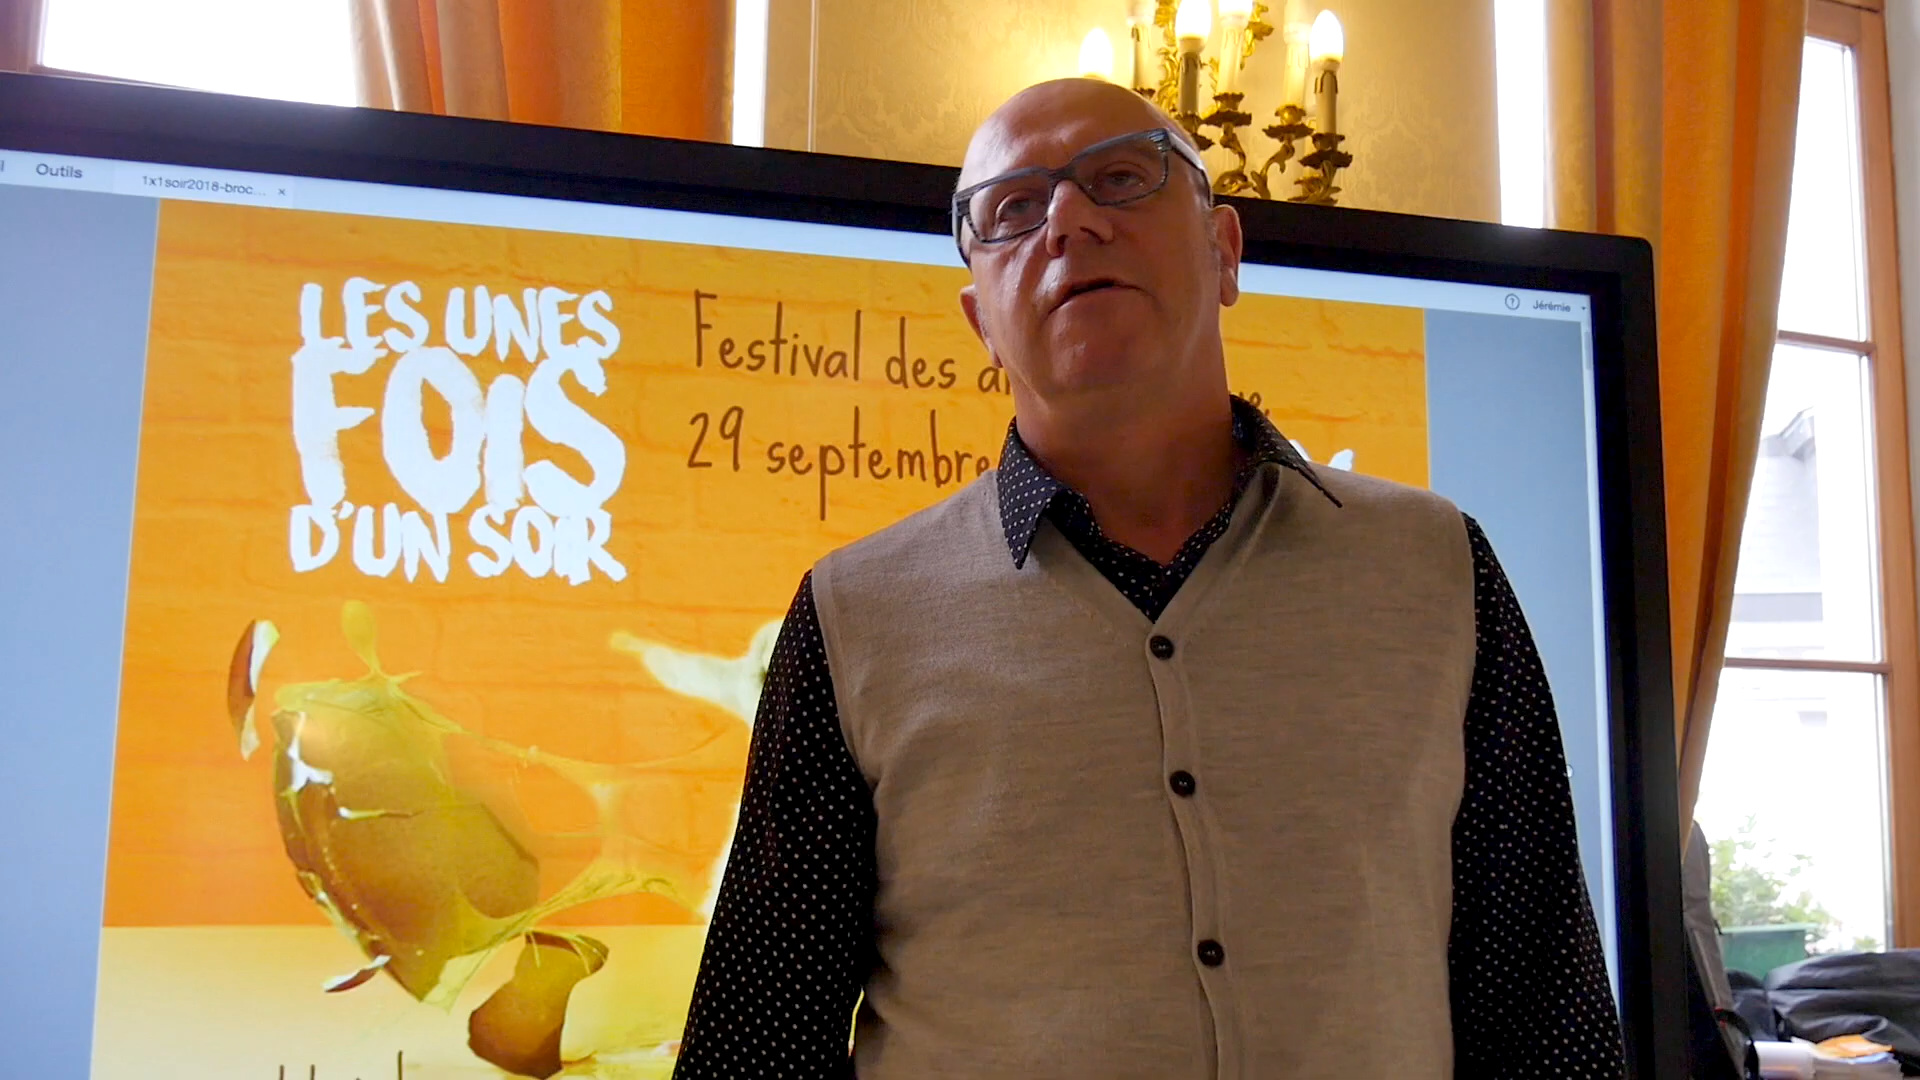 Outils
1x1soir2018-broc... ×
? Jérémie
LES UNES
FOIS
D'UN SOIR
Festival des
29 septembre